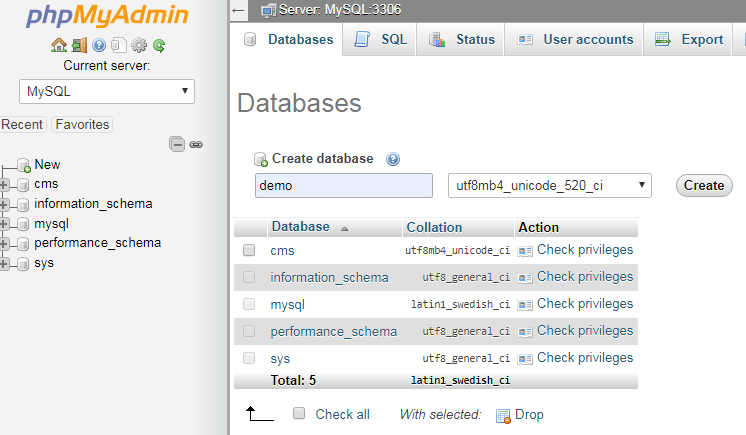 phpMyAdmin
Current server:
MySQL
Recent Favorites
New
cms
information_schema
mysql
performance_schema
sys
Server: MySQL:3306
Databases SQL Status User accounts Export
Databases
Create database
demo utf8mb4_unicode_520_ci Create
Database Collation Action
cms utf8mb4_unicode_ci Check privileges
information_schema utf8_general_ci Check privileges
mysql latin1_swedish_ci Check privileges
performance_schema utf8_general_ci Check privileges
sys utf8_general_ci Check privileges
Total: 5 latin1_swedish_ci
Check all With selected: Drop